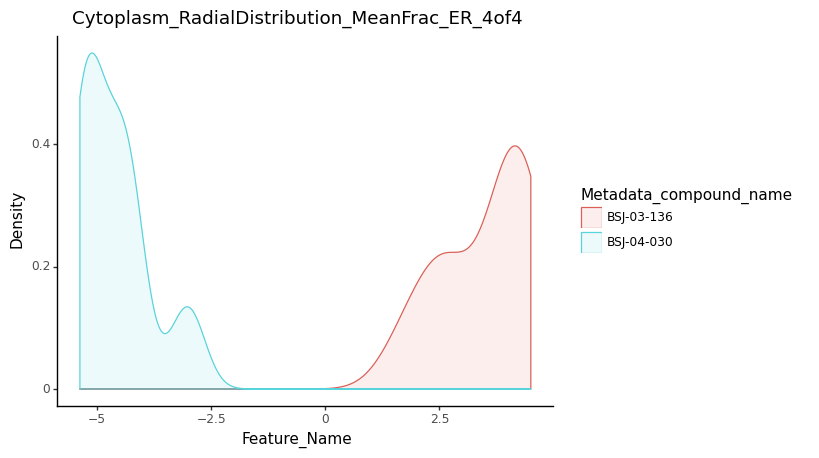 Cytoplasm_RadialDistribution_MeanFrac_ER_4of4
Density
0.4
0.2
0
−5
−2.5
0
2.5
Feature_Name
Metadata_compound_name
BSJ-03-136
BSJ-04-030